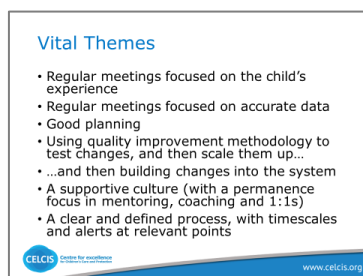 Vital Themes
• Regular meetings focused on the child's
experience
• Regular meetings focused on accurate data
• Good planning
• Using quality improvement methodology to
test changes, and then scale them up…
• …and then building changes into the system
• A supportive culture (with a permanence
focus in mentoring, coaching and 1:1s)
• A clear and defined process, with timescales
and alerts at relevant points
CELCIS
Centre for excellence
for Children's Care and Protection
www.celcis.org